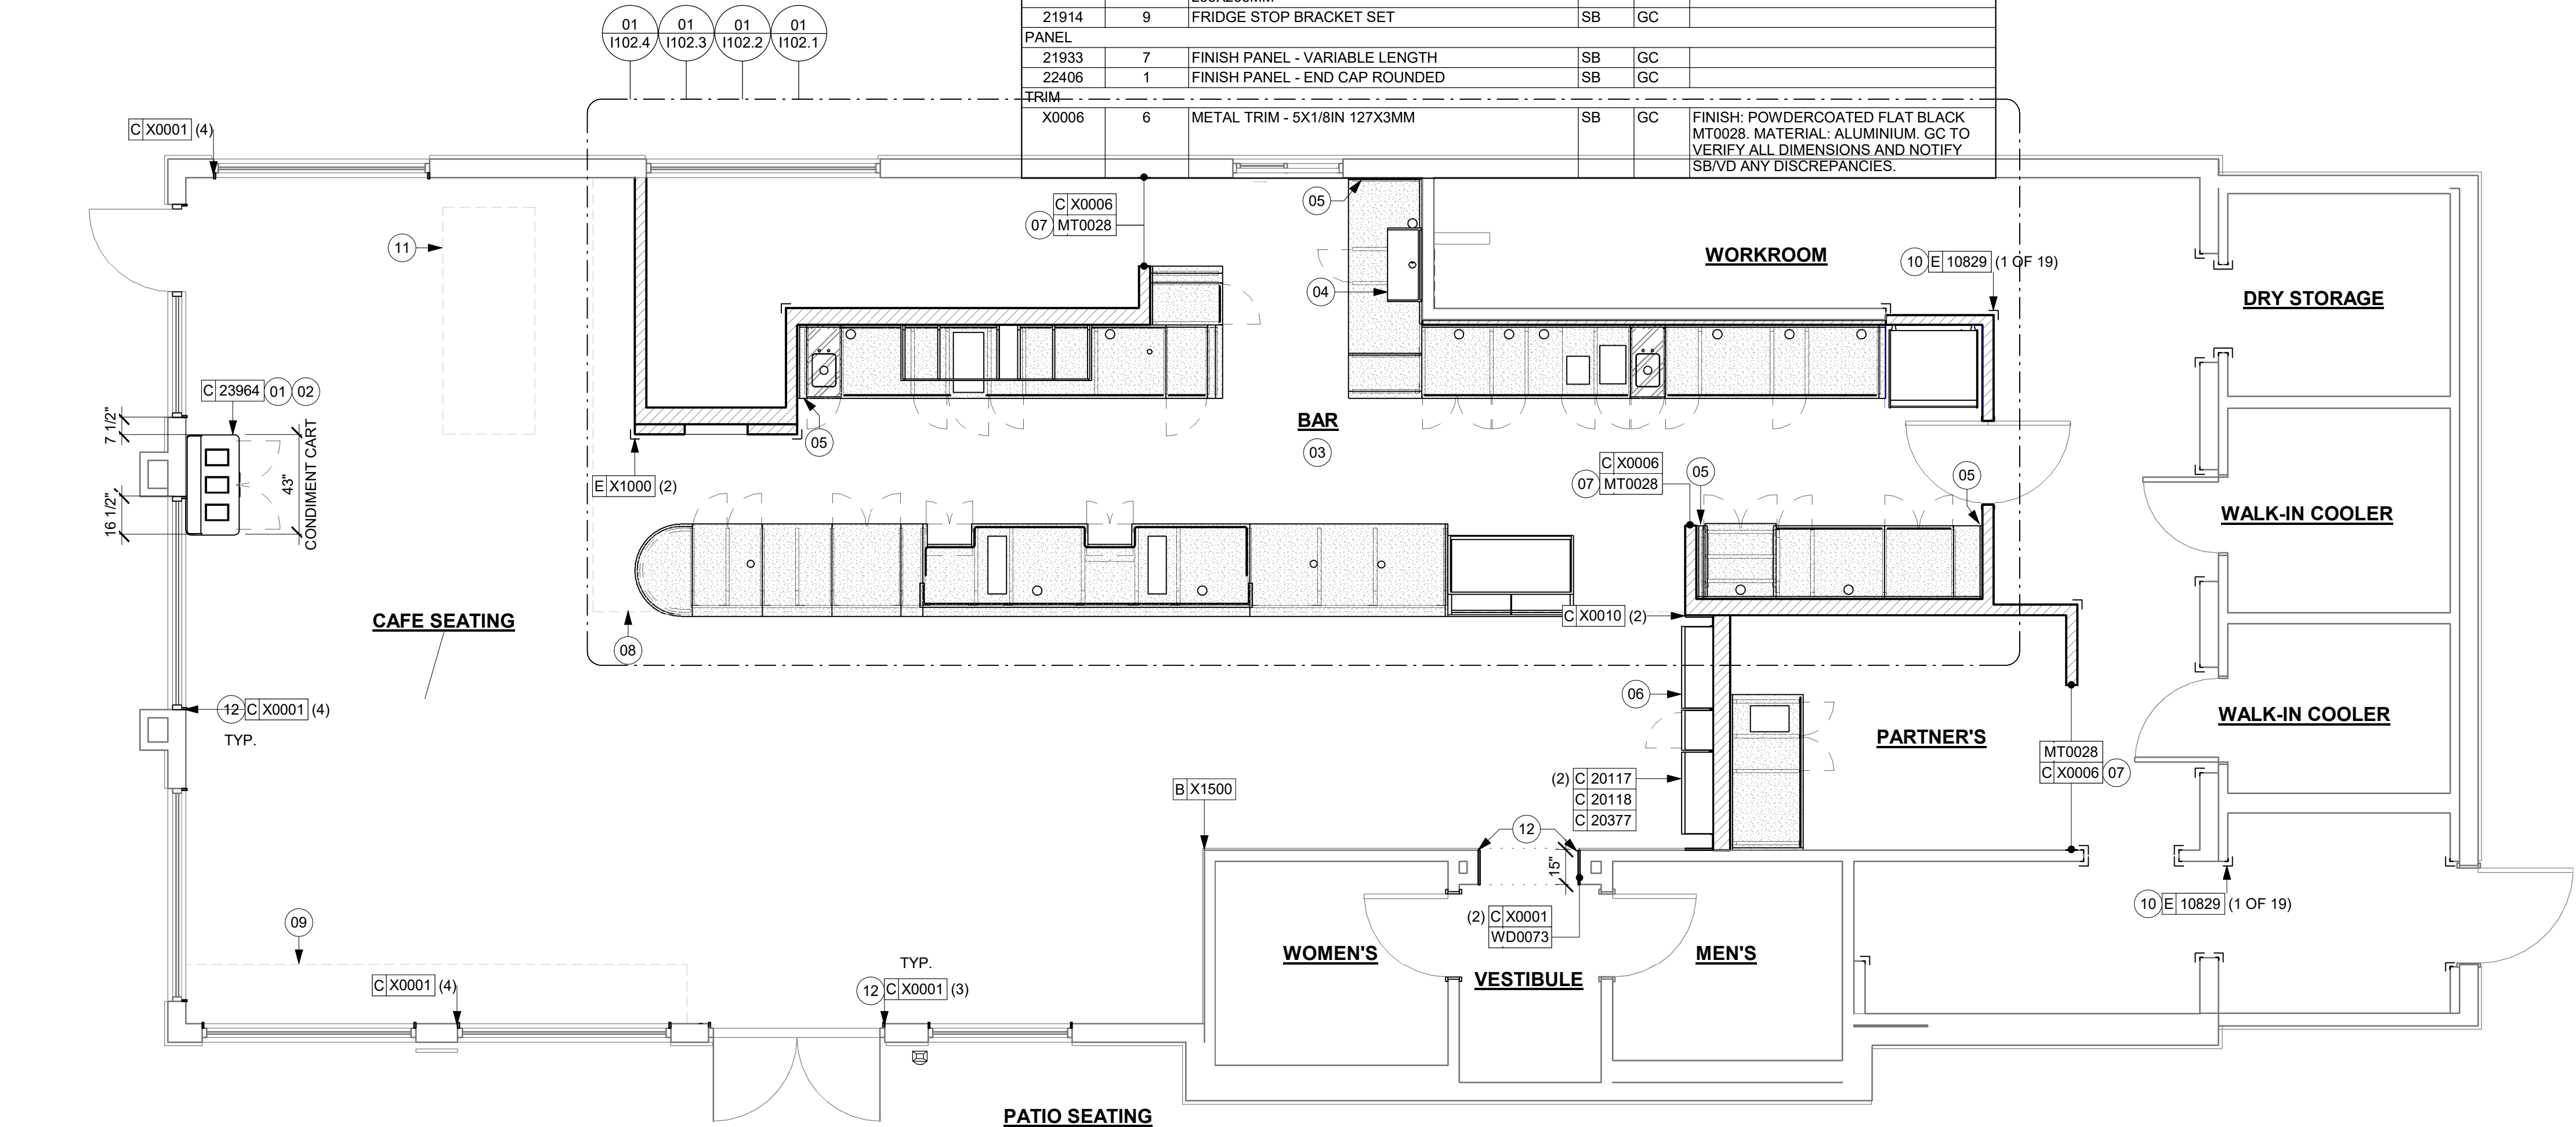 01
I102.4
01
I102.3
01
I102.2
01
I102.1
21914 9 FRIDGE STOP BRACKET SET SB GC
PANEL
21933 7 FINISH PANEL - VARIABLE LENGTH SB GC
22406 1 FINISH PANEL - END CAP ROUNDED SB GC
TRIM
X0006 6 METAL TRIM - 5X1/8IN 127X3MM SB GC FINISH: POWDERCOATED FLAT BLACK
MT0028. MATERIAL: ALUMINIUM. GC TO
VERIFY ALL DIMENSIONS AND NOTIFY
SB/VD ANY DISCREPANCIES.
C X0001 (4)
11
C X0006
07 MT0028
05
04
WORKROOM
10 E 10829 (1 OF 19)
DRY STORAGE
C 23964 01 02
7 1/2"
43"
CONDIMENT CART
16 1/2"
05
BAR
03
E X1000 (2)
C X0006
07 MT0028
05
05
WALK-IN COOLER
CAFE SEATING
08
C X0010 (2)
12 C X0001 (4)
TYP.
06
PARTNER'S
WALK-IN COOLER
MT0028
C X0006 07
(2) C 20117
C 20118
C 20377
B X1500
12
15"
10 E 10829 (1 OF 19)
09
(2) C X0001
WD0073
WOMEN'S
MEN'S
VESTIBULE
C X0001 (4)
TYP.
12 C X0001 (3)
PATIO SEATING